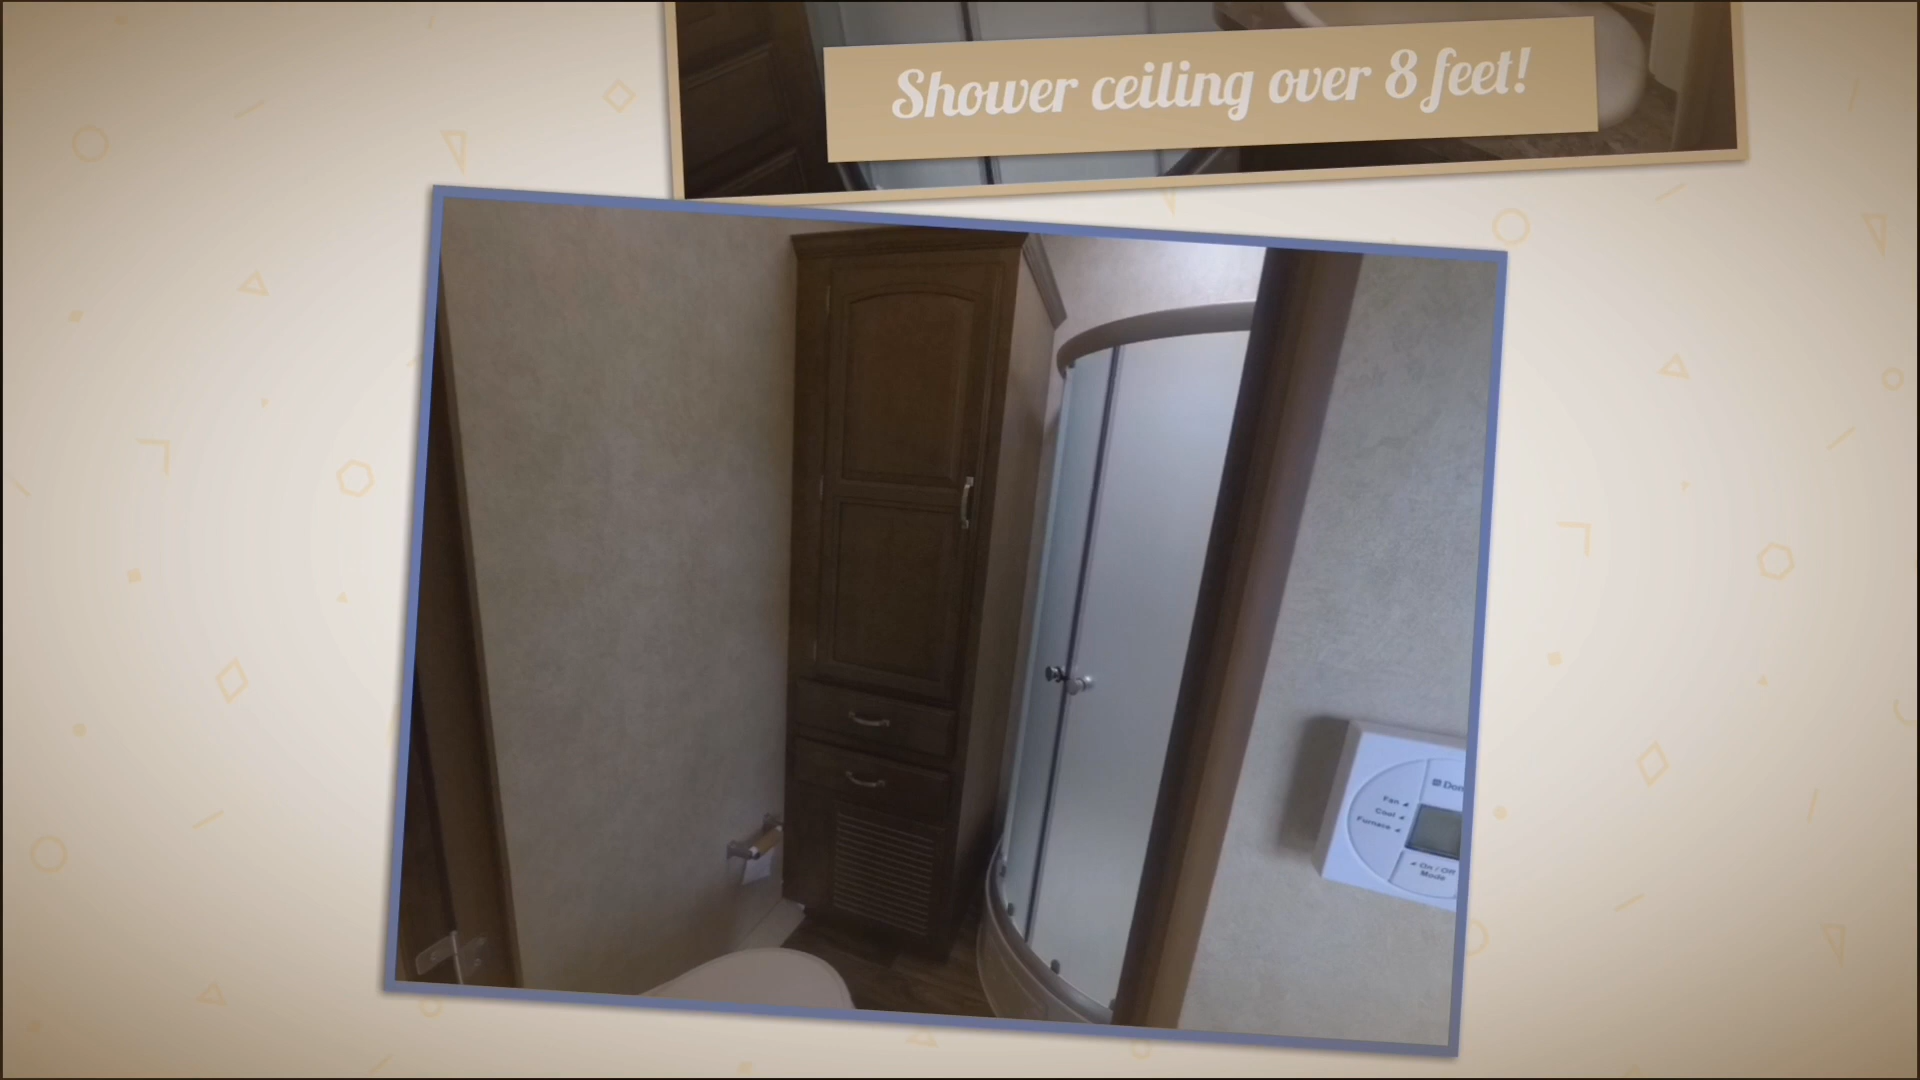 Shower ceiling over 8 feet!
Fan
Cool
Furnace
On / Off
Mode